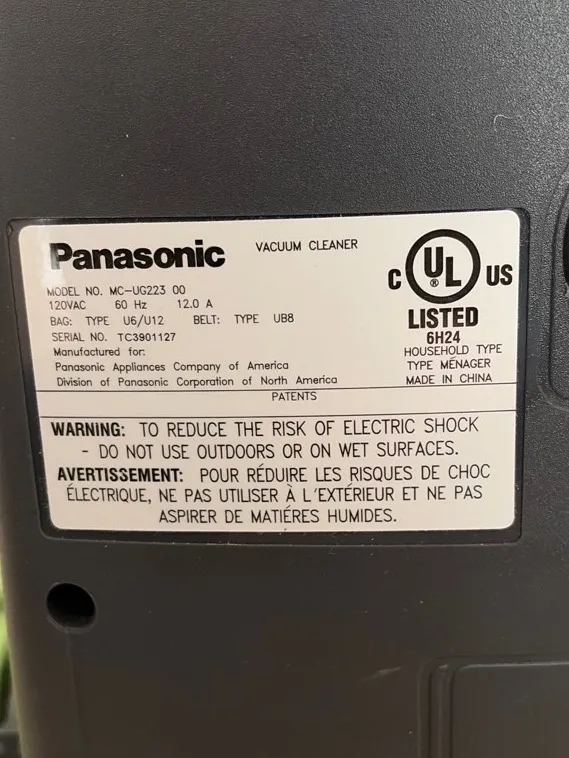 Panasonic
VACUUM CLEANER
MODEL NO. MC-UG223 00
120VAC 60 Hz 12.0 A
BAG: TYPE U6/U12 BELT: TYPE UB8
SERIAL NO. TC3901127
Manufactured for:
Panasonic Appliances Company of America
Division of Panasonic Corporation of North America
C UL US
®
LISTED
6H24
HOUSEHOLD TYPE
TYPE MÉNAGER
MADE IN CHINA
PATENTS
WARNING: TO REDUCE THE RISK OF ELECTRIC SHOCK
- DO NOT USE OUTDOORS OR ON WET SURFACES.
AVERTISSEMENT: POUR RÉDUIRE LES RISQUES DE CHOC
ÉLECTRIQUE, NE PAS UTILISER À L'EXTÉRIEUR ET NE PAS
ASPIRER DE MATIÉRES HUMIDES.